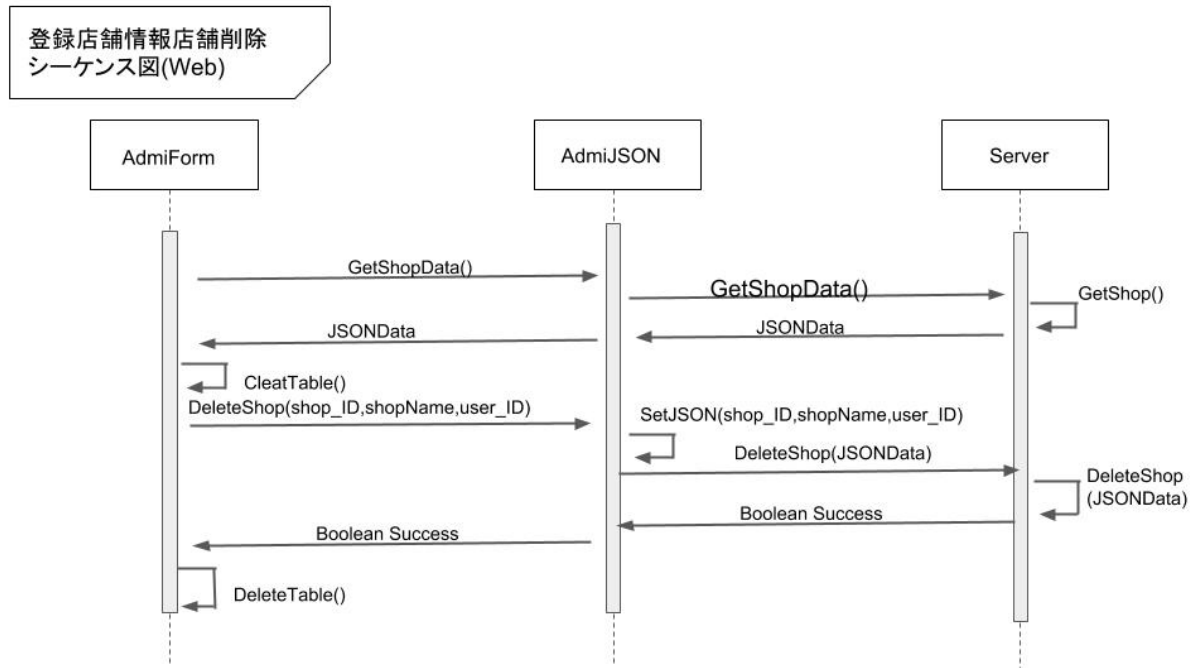 登録店舗情報店舗削除
シーケンス図(Web)
AdmiForm
AdmiJSON
Server
GetShopData()
GetShopData()
GetShop()
JSONData
JSONData
CleatTable()
DeleteShop(shop_ID,shopName,user_ID)
SetJSON(shop_ID,shopName,user_ID)
DeleteShop(JSONData)
DeleteShop
(JSONData)
Boolean Success
Boolean Success
DeleteTable()